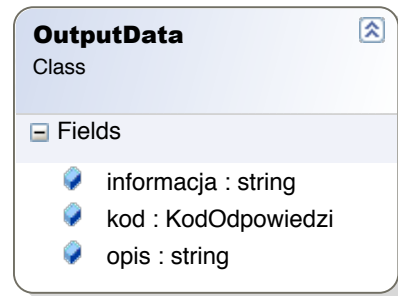 OutputData
Class
Fields
informacja : string
kod : KodOdpowiedzi
opis : string